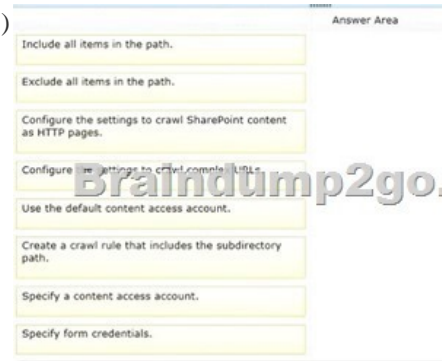 )
Answer Area
Include all items in the path.
Exclude all items in the path.
Configure the settings to crawl SharePoint content
as HTTP pages.
Configure the settings to crawl complex URLs.
Braindump2go.
Use the default content access account.
Create a crawl rule that includes the subdirectory
path.
Specify a content access account.
Specify form credentials.